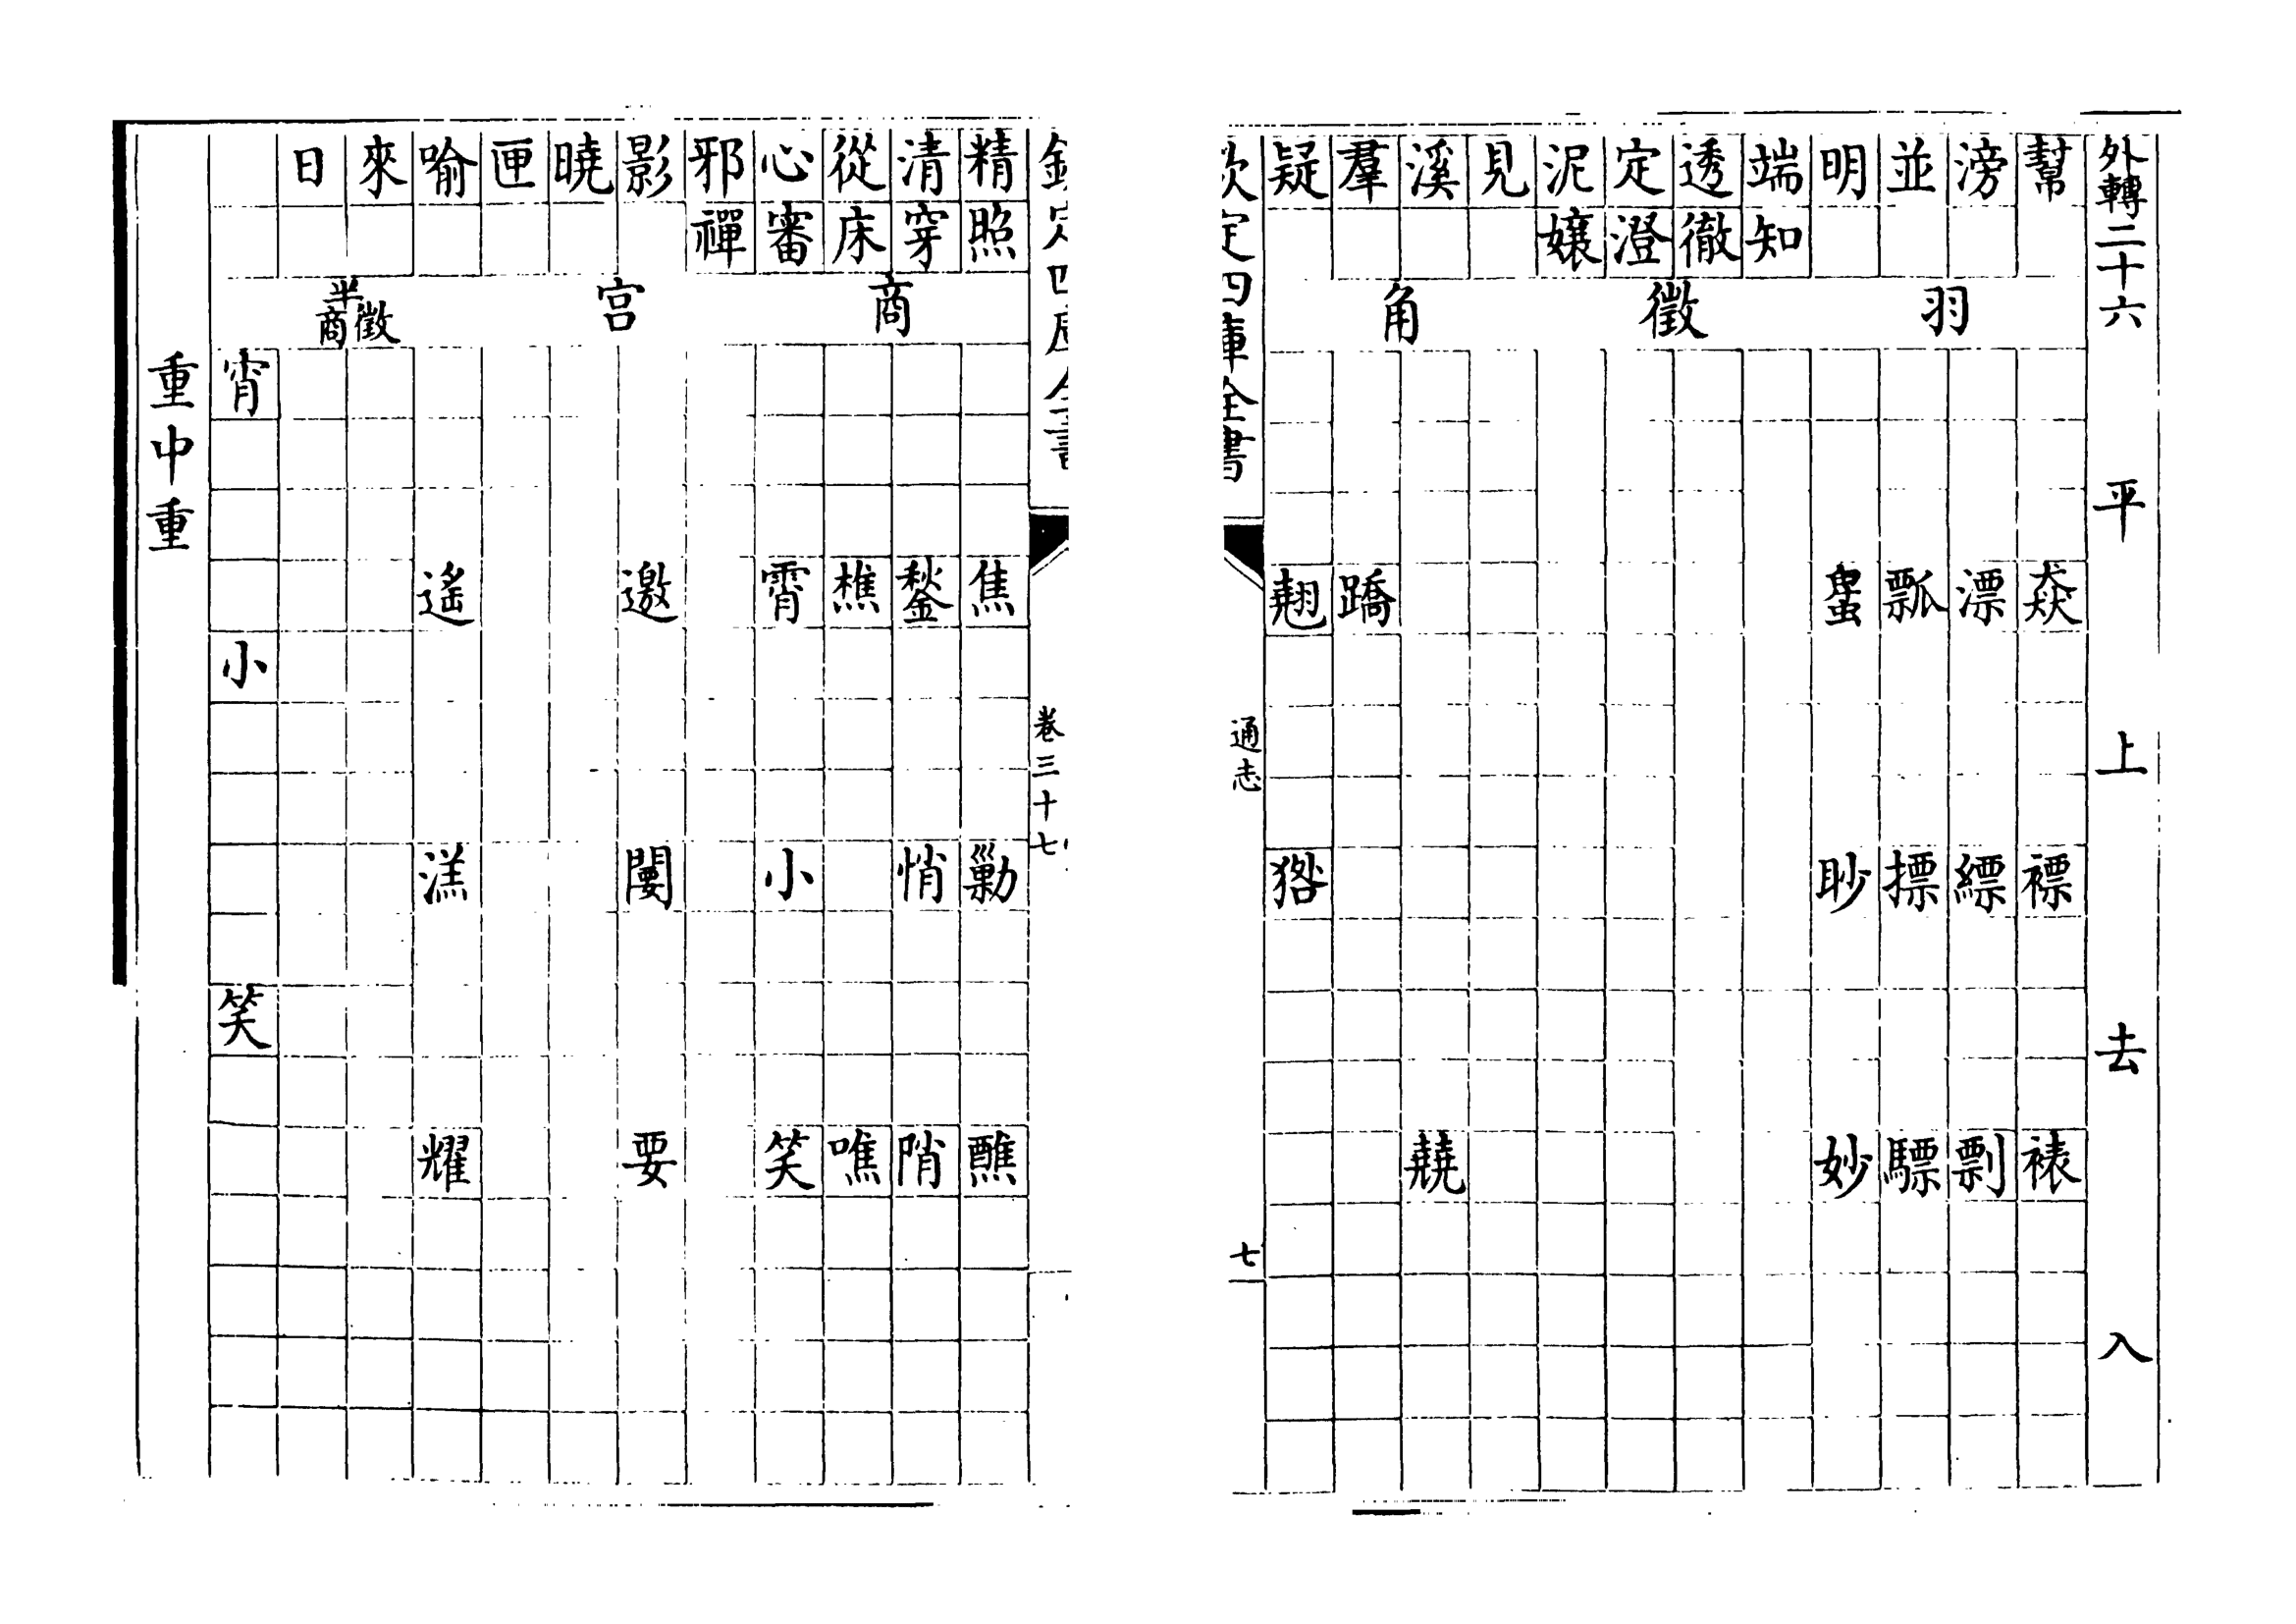 外轉二十六 平 上 去 入
幫 猋 褾 裱
滂 漂 縹 剽
並 瓢 摽 驃
明 蜱 眇 妙
端 知
透 徹
定 澄
泥 孃
見
溪 趬
羣 蹻
疑 翹 㺀
羽 徵 角
欽定四庫全書 通志 七
欽定四庫全書 卷三十七
精 照 焦 勦 醮
清 穿 鍫 悄 陗
從 床 樵 噍
心 審 霄 小 笑
邪 禪
影 邀 闄 要
曉
匣
喻 遙 溔 耀
來
日
商 宮 半徵商
宵 小 笑
重中重